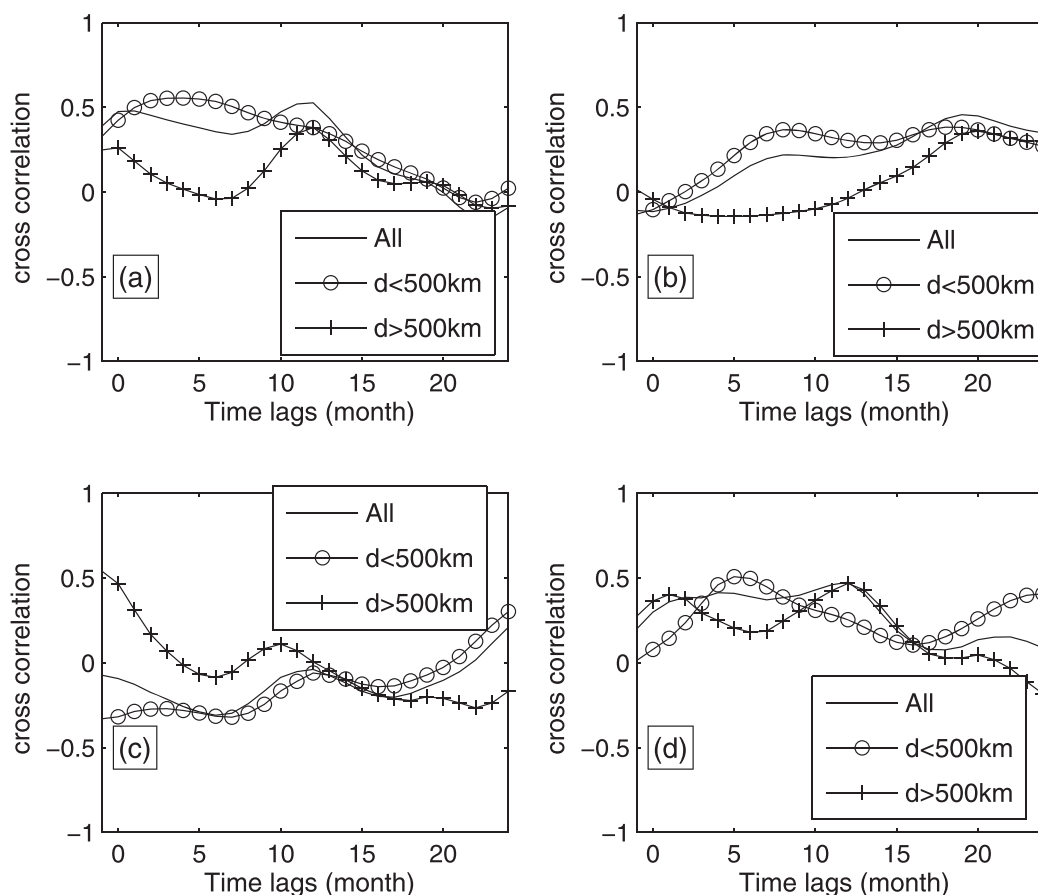 1
0.5
0
−0.5
−1
cross correlation
0 5 10 15 20
Time lags (month)
(a)
All
d<500km
d>500km
1
0.5
0
−0.5
−1
cross correlation
0 5 10 15 20
Time lags (month)
(b)
All
d<500km
d>500km
1
0.5
0
−0.5
−1
cross correlation
0 5 10 15 20
Time lags (month)
(c)
All
d<500km
d>500km
1
0.5
0
−0.5
−1
cross correlation
0 5 10 15 20
Time lags (month)
(d)
All
d<500km
d>500km